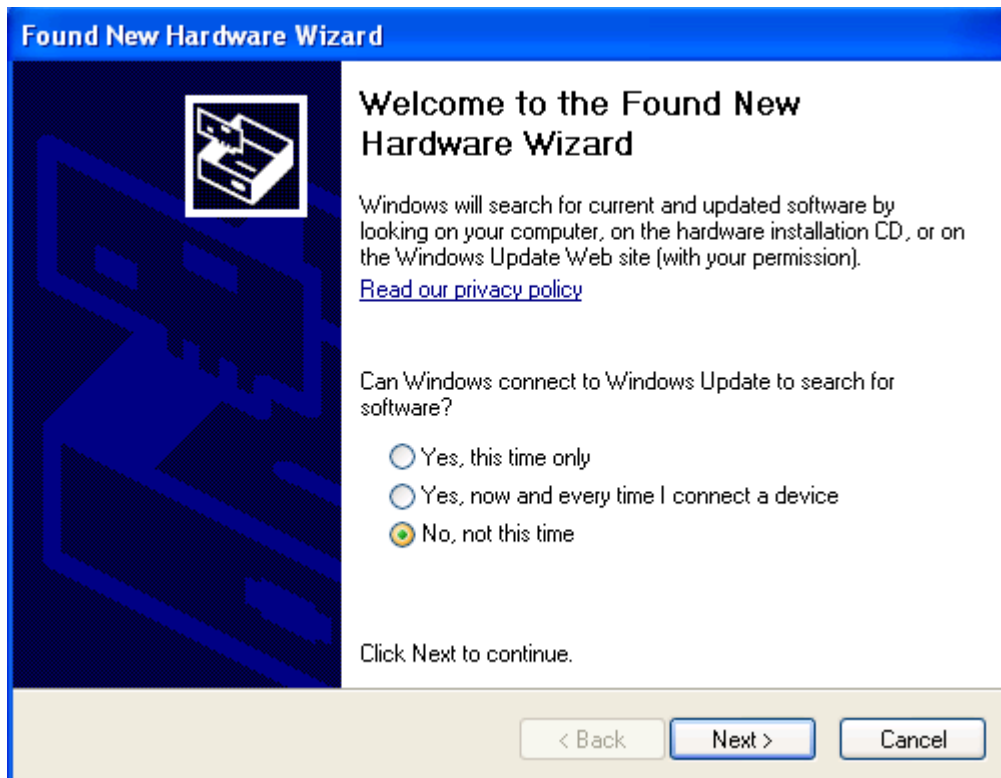 Found New Hardware Wizard
Welcome to the Found New
Hardware Wizard
Windows will search for current and updated software by
looking on your computer, on the hardware installation CD, or on
the Windows Update Web site (with your permission).
Read our privacy policy
Can Windows connect to Windows Update to search for
software?
Yes, this time only
Yes, now and every time I connect a device
No, not this time
Click Next to continue.
< Back Next > Cancel